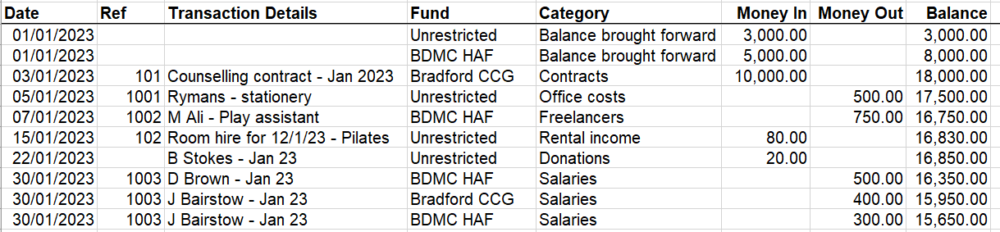 Date Ref Transaction Details Fund Category Money In Money Out Balance
01/01/2023 Unrestricted Balance brought forward 3,000.00 3,000.00
01/01/2023 BDMC HAF Balance brought forward 5,000.00 8,000.00
03/01/2023 101 Counselling contract - Jan 2023 Bradford CCG Contracts 10,000.00 18,000.00
05/01/2023 1001 Rymans - stationery Unrestricted Office costs 500.00 17,500.00
07/01/2023 1002 M Ali - Play assistant BDMC HAF Freelancers 750.00 16,750.00
15/01/2023 102 Room hire for 12/1/23 - Pilates Unrestricted Rental income 80.00 16,830.00
22/01/2023 B Stokes - Jan 23 Unrestricted Donations 20.00 16,850.00
30/01/2023 1003 D Brown - Jan 23 BDMC HAF Salaries 500.00 16,350.00
30/01/2023 1003 J Bairstow - Jan 23 Bradford CCG Salaries 400.00 15,950.00
30/01/2023 1003 J Bairstow - Jan 23 BDMC HAF Salaries 300.00 15,650.00